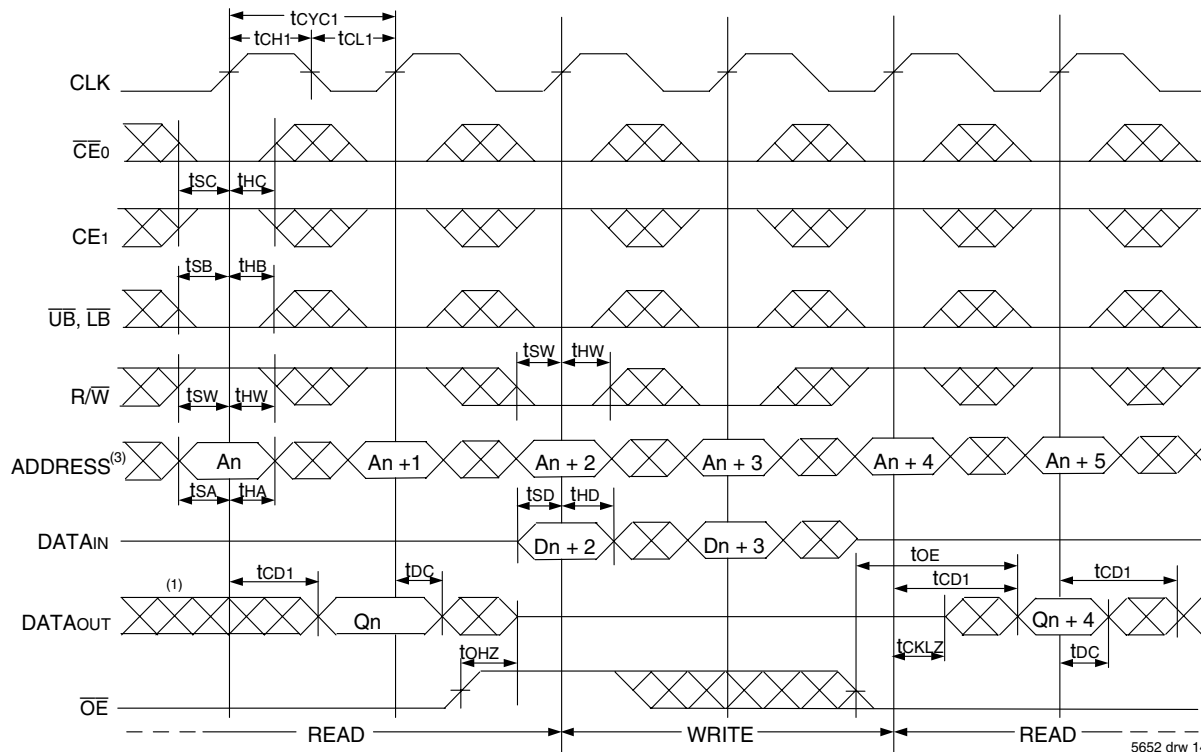 tCYC1
tCH1 tCL1
CLK
CE0
tSC tHC
CE1
tSB tHB
UB, LB
tSW tHW
R/W
tSW tHW
ADDRESS(3) An An +1 An + 2 An + 3 An + 4 An + 5
tSA tHA tSD tHD
DATAIN Dn + 2 Dn + 3
tOE
(1) tCD1 tDC tCD1 tCD1
DATAOUT Qn Qn + 4
tOHZ tCKLZ tDC
OE
READ WRITE READ
5652 drw 1